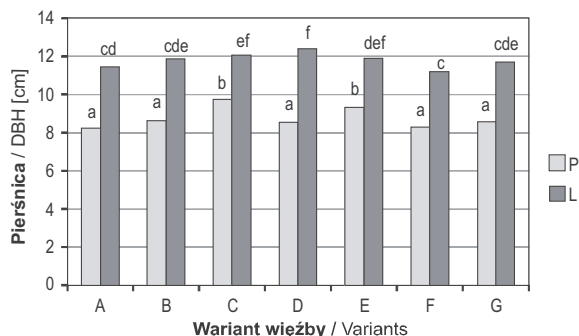 14
12
10
8
6
4
2
0
Pierśnica / DBH [cm]
a cd
a cde
b ef
a f
b def
a c
a cde
A B C D E F G
Wariant więźby / Variants
P
L